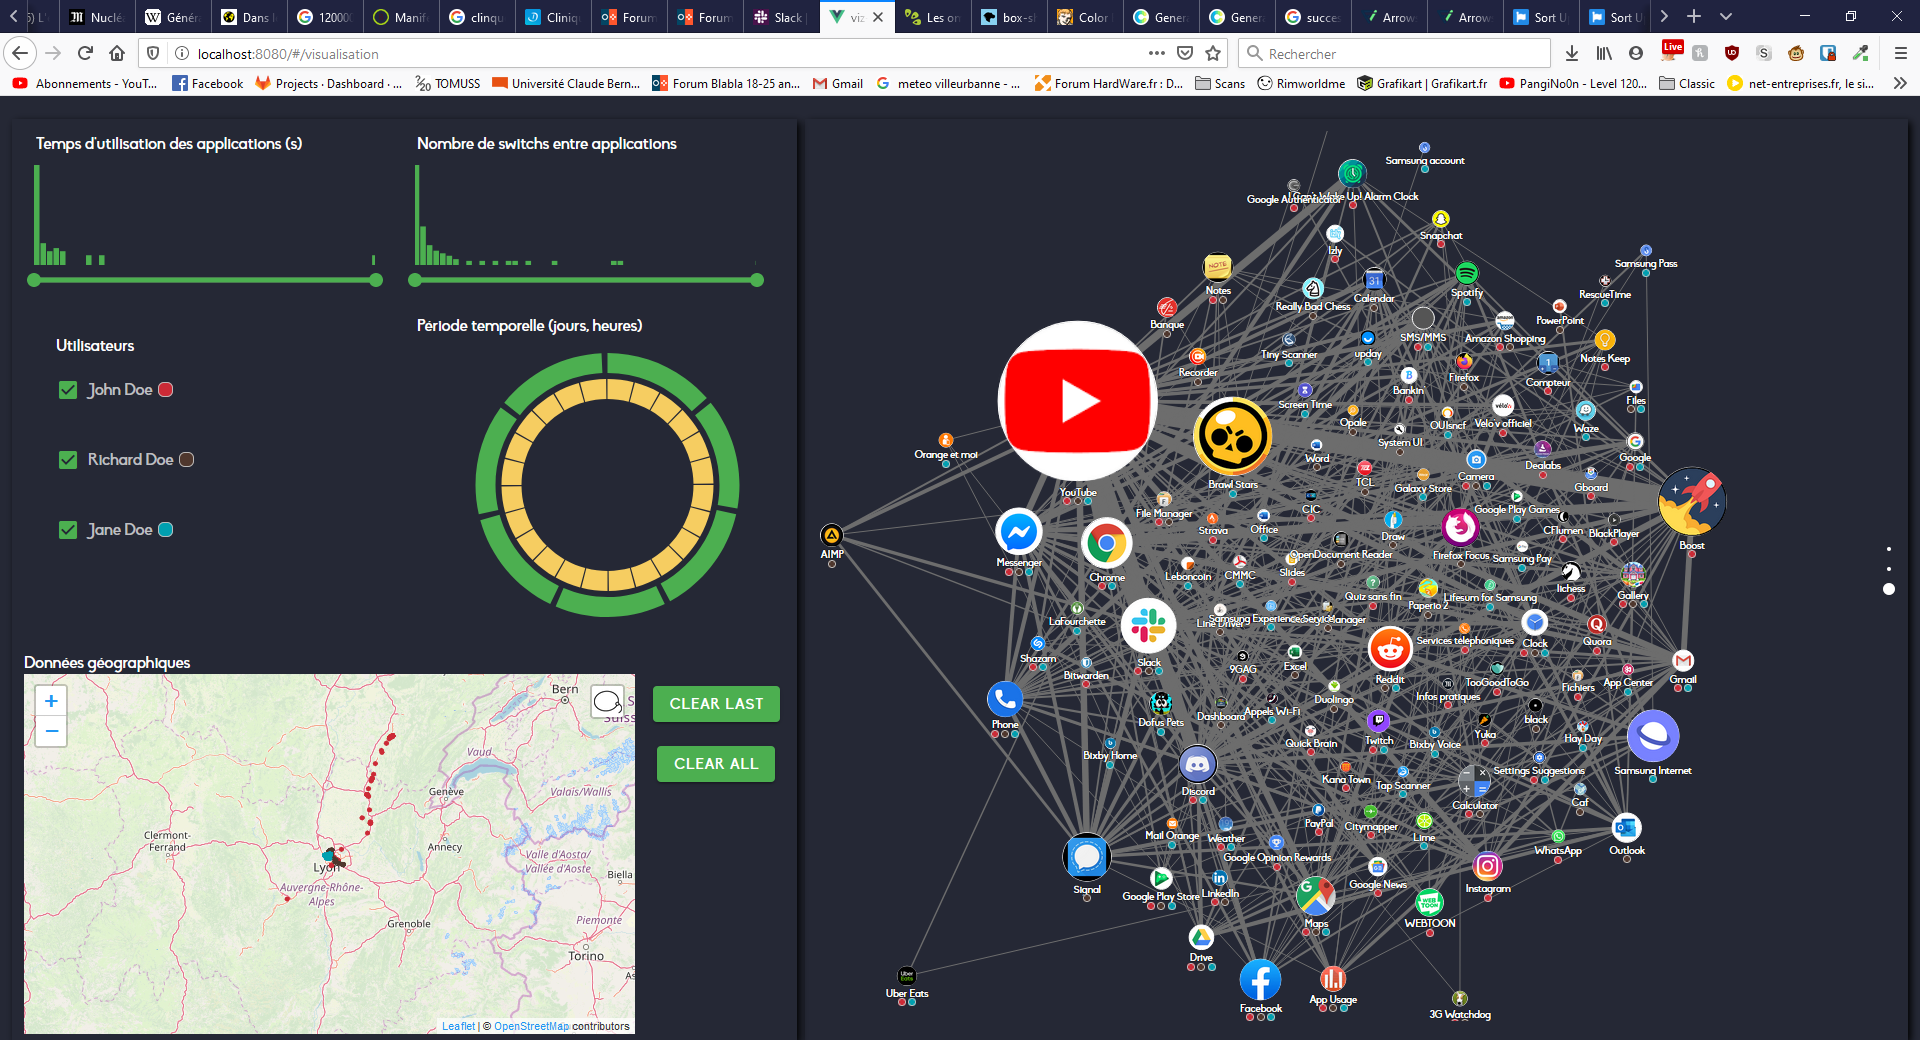 Nuclé
Généra
Dans l
120000
Manife
clinqu
Cliniqu
Forum
Forum
Slack |
viz
Les on
box-sh
Color
Genera
Genera
succes
Arrow
Arrow
Sort U
Sort U
localhost:8080/#/visualisation
Rechercher
Live
Abonnements - YouT...
Facebook
Projects · Dashboard · ...
TOMUSS
Université Claude Bern...
Forum Blabla 18-25 an...
Gmail
meteo villeurbanne - ...
Forum HardWare.fr : D...
Scans
Rimworldme
Grafikart | Grafikart.fr
PangiNo0n - Level 120...
Classic
net-entreprises.fr, le si...
Temps d'utilisation des applications (s)
Nombre de switchs entre applications
Période temporelle (jours, heures)
Utilisateurs
John Doe
Richard Doe
Jane Doe
Données géographiques
+
−
Bern
Vaud
Genève
Valais/Wallis
Clermont-
Ferrand
Annecy
Lyon
Valle d'Aosta/
Vallée d'Aoste
Biella
Auvergne-Rhône-
Alpes
Grenoble
Piemonte
Torino
Leaflet | © OpenStreetMap contributors
CLEAR LAST
CLEAR ALL
Samsung account
Google Authenticator
I Can't Wake Up! Alarm Clock
Snapchat
Izly
Samsung Pass
Notes
Really Bad Chess
Calendar
Spotify
RescueTime
Banque
SMS/MMS
Amazon Shopping
PowerPoint
Tiny Scanner
upday
Notes Keep
Recorder
Bankin'
Firefox
Compteur
Screen Time
Files
Opale
OUIsncf
Velo'v officiel
Waze
Orange et moi
Word
System UI
Google
Brawl Stars
TCL
Galaxy Store
Camera
Dealabs
Gboard
YouTube
File Manager
CIC
Google Play Games
AIMP
Messenger
Chrome
Strava
Office
Draw
CFlumen
BlackPlayer
Boost
OpenDocument Reader
Firefox Focus
Samsung Pay
Leboncoin
CMMC
Slides
Quiz sans fin
Paperio 2
Lifesum for Samsung
lichess
Gallery
LaFourchette
Line Driver
Samsung Experience Service
Manager
Services téléphoniques
Clock
Quora
Shazam
Slack
Bitwarden
9GAG
Excel
Reddit
TooGoodToGo
App Center
Gmail
Duolingo
Infos pratiques
Fichiers
Phone
Dofus Pets
Dashboard
Appels Wi-Fi
black
Quick Brain
Twitch
Bixby Voice
Yuka
Hay Day
Bixby Home
Samsung Internet
Discord
Kana Town
Tap Scanner
Settings Suggestions
Calculator
Caf
PayPal
Citymapper
Lime
Mail Orange
Weather
WhatsApp
Outlook
Google Opinion Rewards
Signal
Google Play Store
LinkedIn
Google News
Instagram
Maps
WEBTOON
Drive
Uber Eats
Facebook
App Usage
3G Watchdog